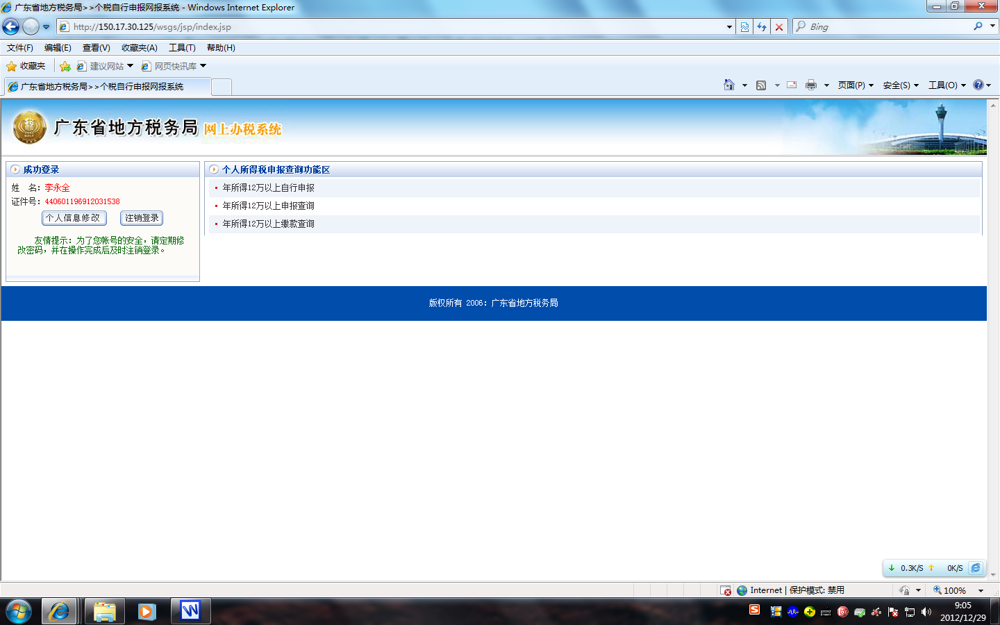 广东省地方税务局>>个税自行申报网报系统 - Windows Internet Explorer
http://150.17.30.125/wsgs/jsp/index.jsp
Bing
文件(F) 编辑(E) 查看(V) 收藏夹(A) 工具(T) 帮助(H)
收藏夹 建议网站 网页快讯库
广东省地方税务局>>个税自行申报网报系统
页面(P) 安全(S) 工具(O)
广东省地方税务局 网上办税系统
成功登录
姓 名：李永全
证件号：440601196912031538
个人信息修改 注销登录
友情提示：为了您帐号的安全，请定期修
改密码，并在操作完成后及时注销登录。
个人所得税申报查询功能区
年所得12万以上自行申报
年所得12万以上申报查询
年所得12万以上缴款查询
版权所有 2006：广东省地方税务局
0.3K/S 0K/S
Internet | 保护模式: 禁用
100%
9:05
2012/12/29